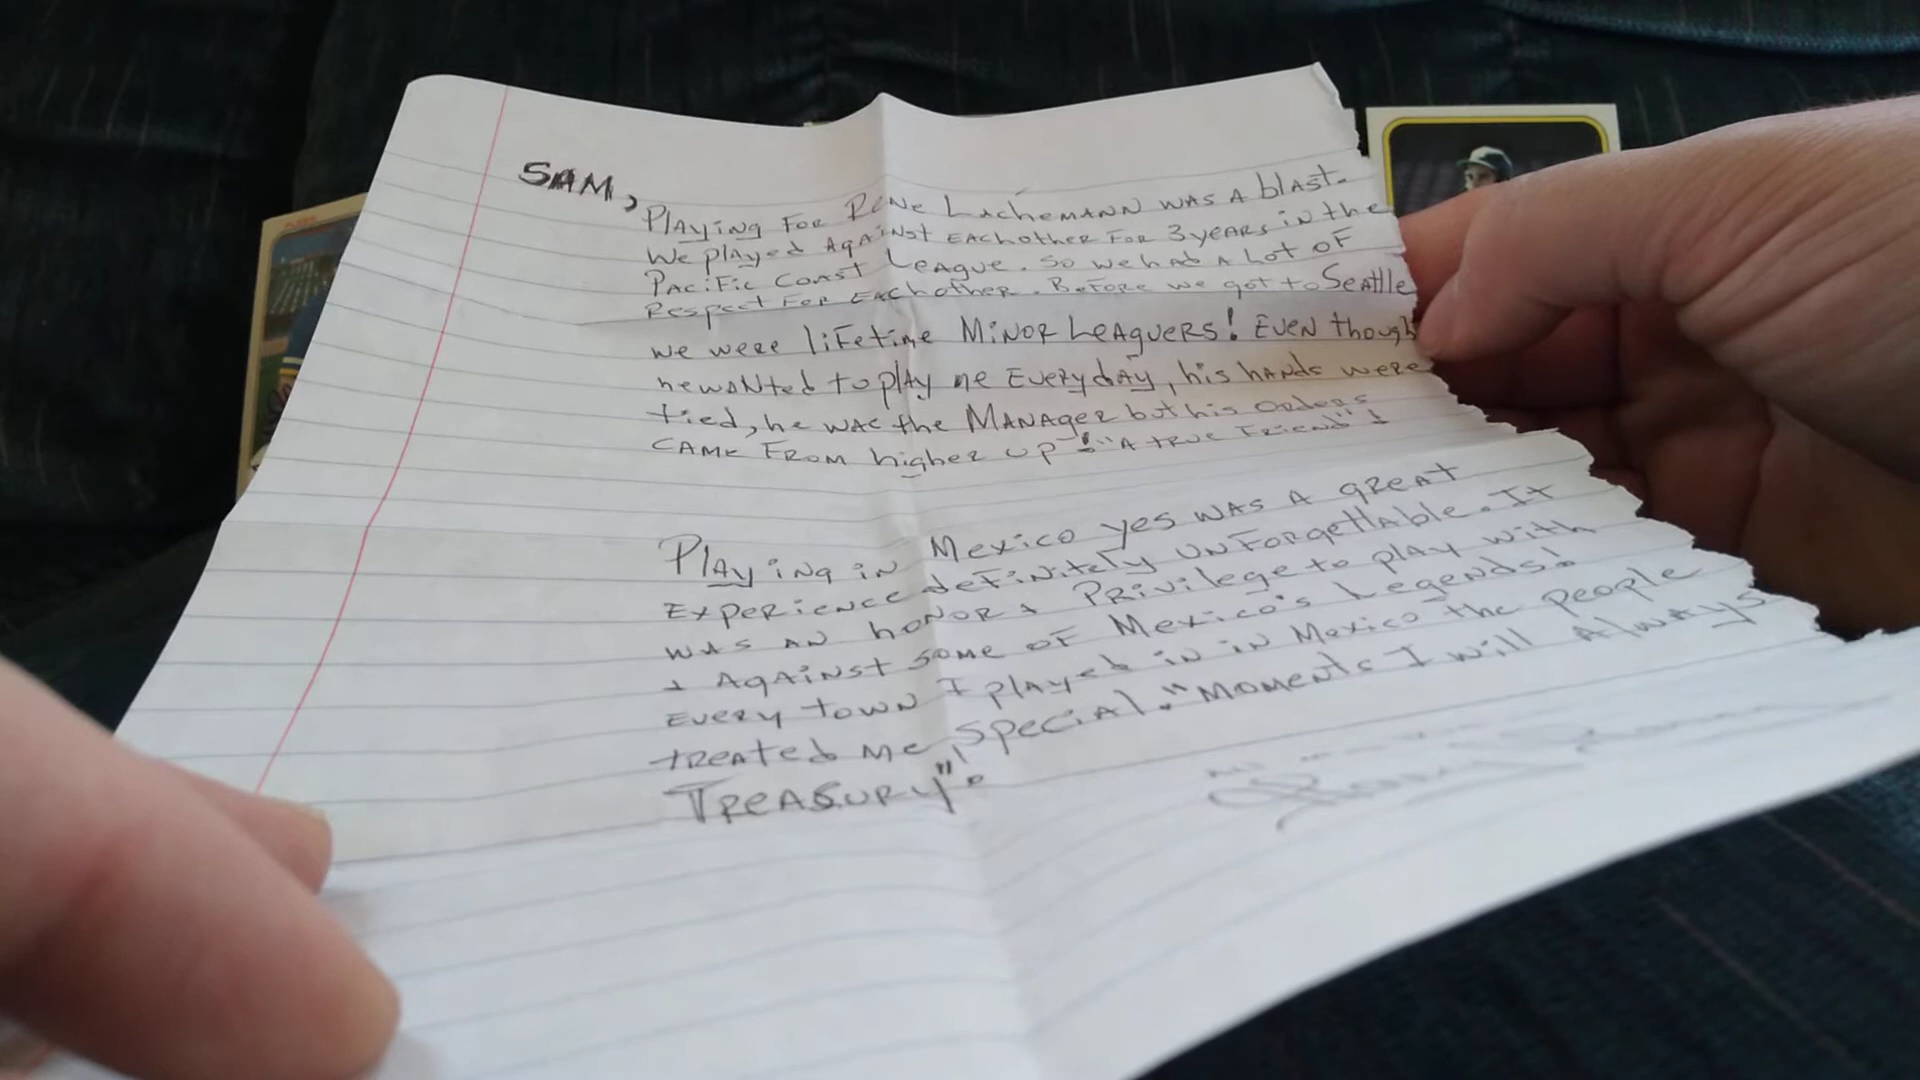 SAM,
Playing For Rene Lachemann was a blast.
We played against eachother for 3 years in the
Pacific Coast League. So we had a lot of
Respect for eachother. Before we got to Seattle
we were lifetime Minor Leaguers! Even though
he wanted to play me everyday, his hands were
tied, he was the Manager but his orders
came from higher up! "A true friend"!
Playing in Mexico yes was a great
Experience definitely unforgettable. It
was an honor + Privilege to play with
+ against some of Mexico's Legends!
Every town I played in in Mexico the people
treated me special. "Moments I will always
Treasury".